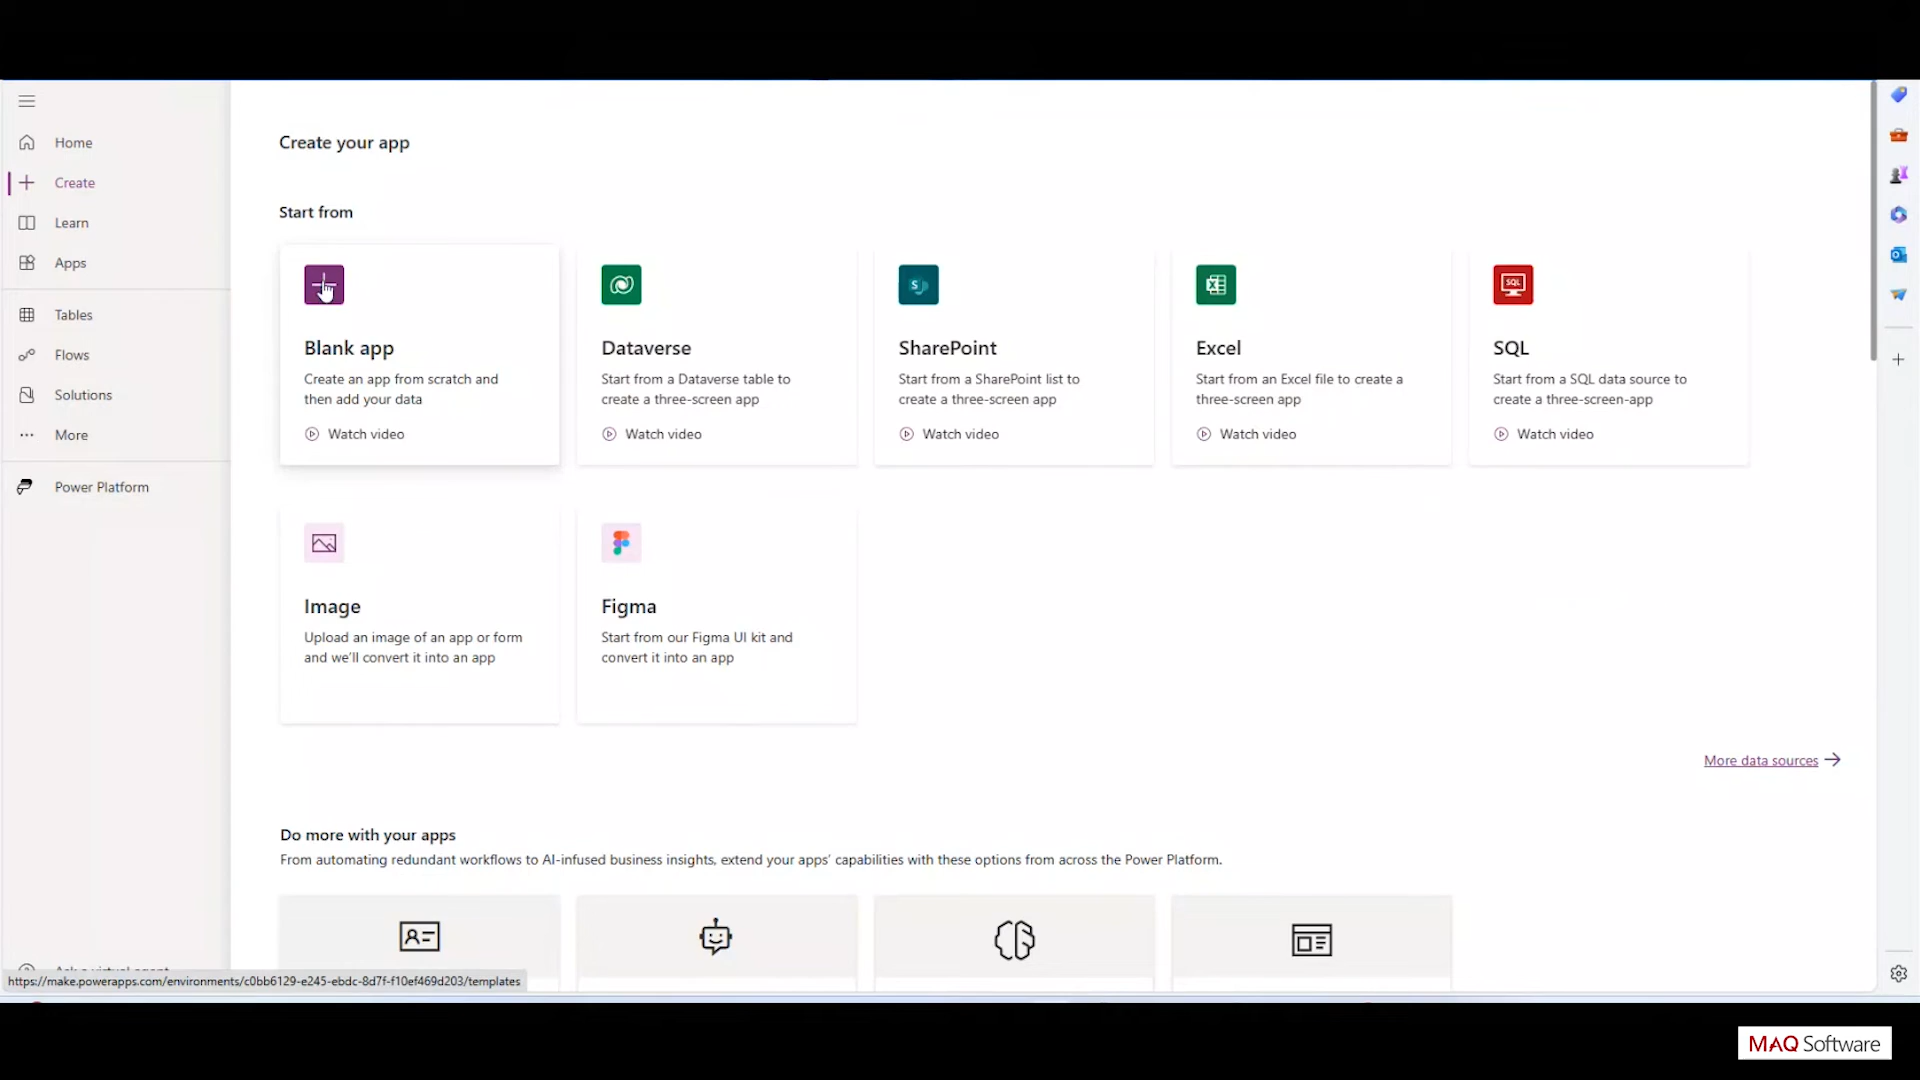 Home
Create
Learn
Apps
Tables
Flows
Solutions
More
Power Platform
https://make.powerapps.com/environments/c0bb6129-e245-ebdc-8d7f-f10ef469d203/templates
Create your app
Start from
Blank app
Create an app from scratch and
then add your data
Watch video
Dataverse
Start from a Dataverse table to
create a three-screen app
Watch video
SharePoint
Start from a SharePoint list to
create a three-screen app
Watch video
Excel
Start from an Excel file to create a
three-screen app
Watch video
SQL
SQL
Start from a SQL data source to
create a three-screen-app
Watch video
Image
Upload an image of an app or form
and we'll convert it into an app
Figma
Start from our Figma UI kit and
convert it into an app
More data sources
Do more with your apps
From automating redundant workflows to AI-infused business insights, extend your apps' capabilities with these options from across the Power Platform.
MAQ Software